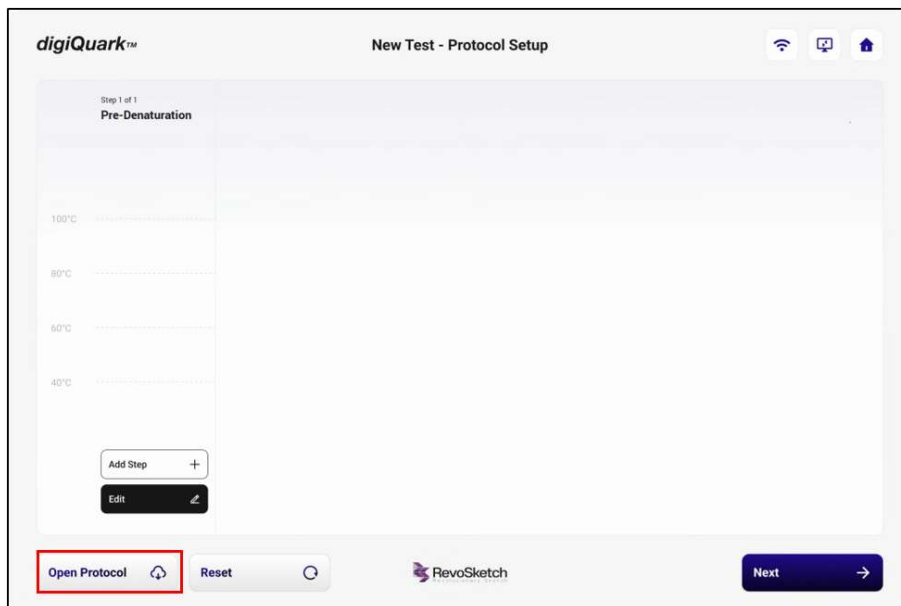 digiQuark™
New Test - Protocol Setup
Step 1 of 1
Pre-Denaturation
100°C
80°C
60°C
40°C
Add Step
Edit
Open Protocol
Reset
RevoSketch
Next